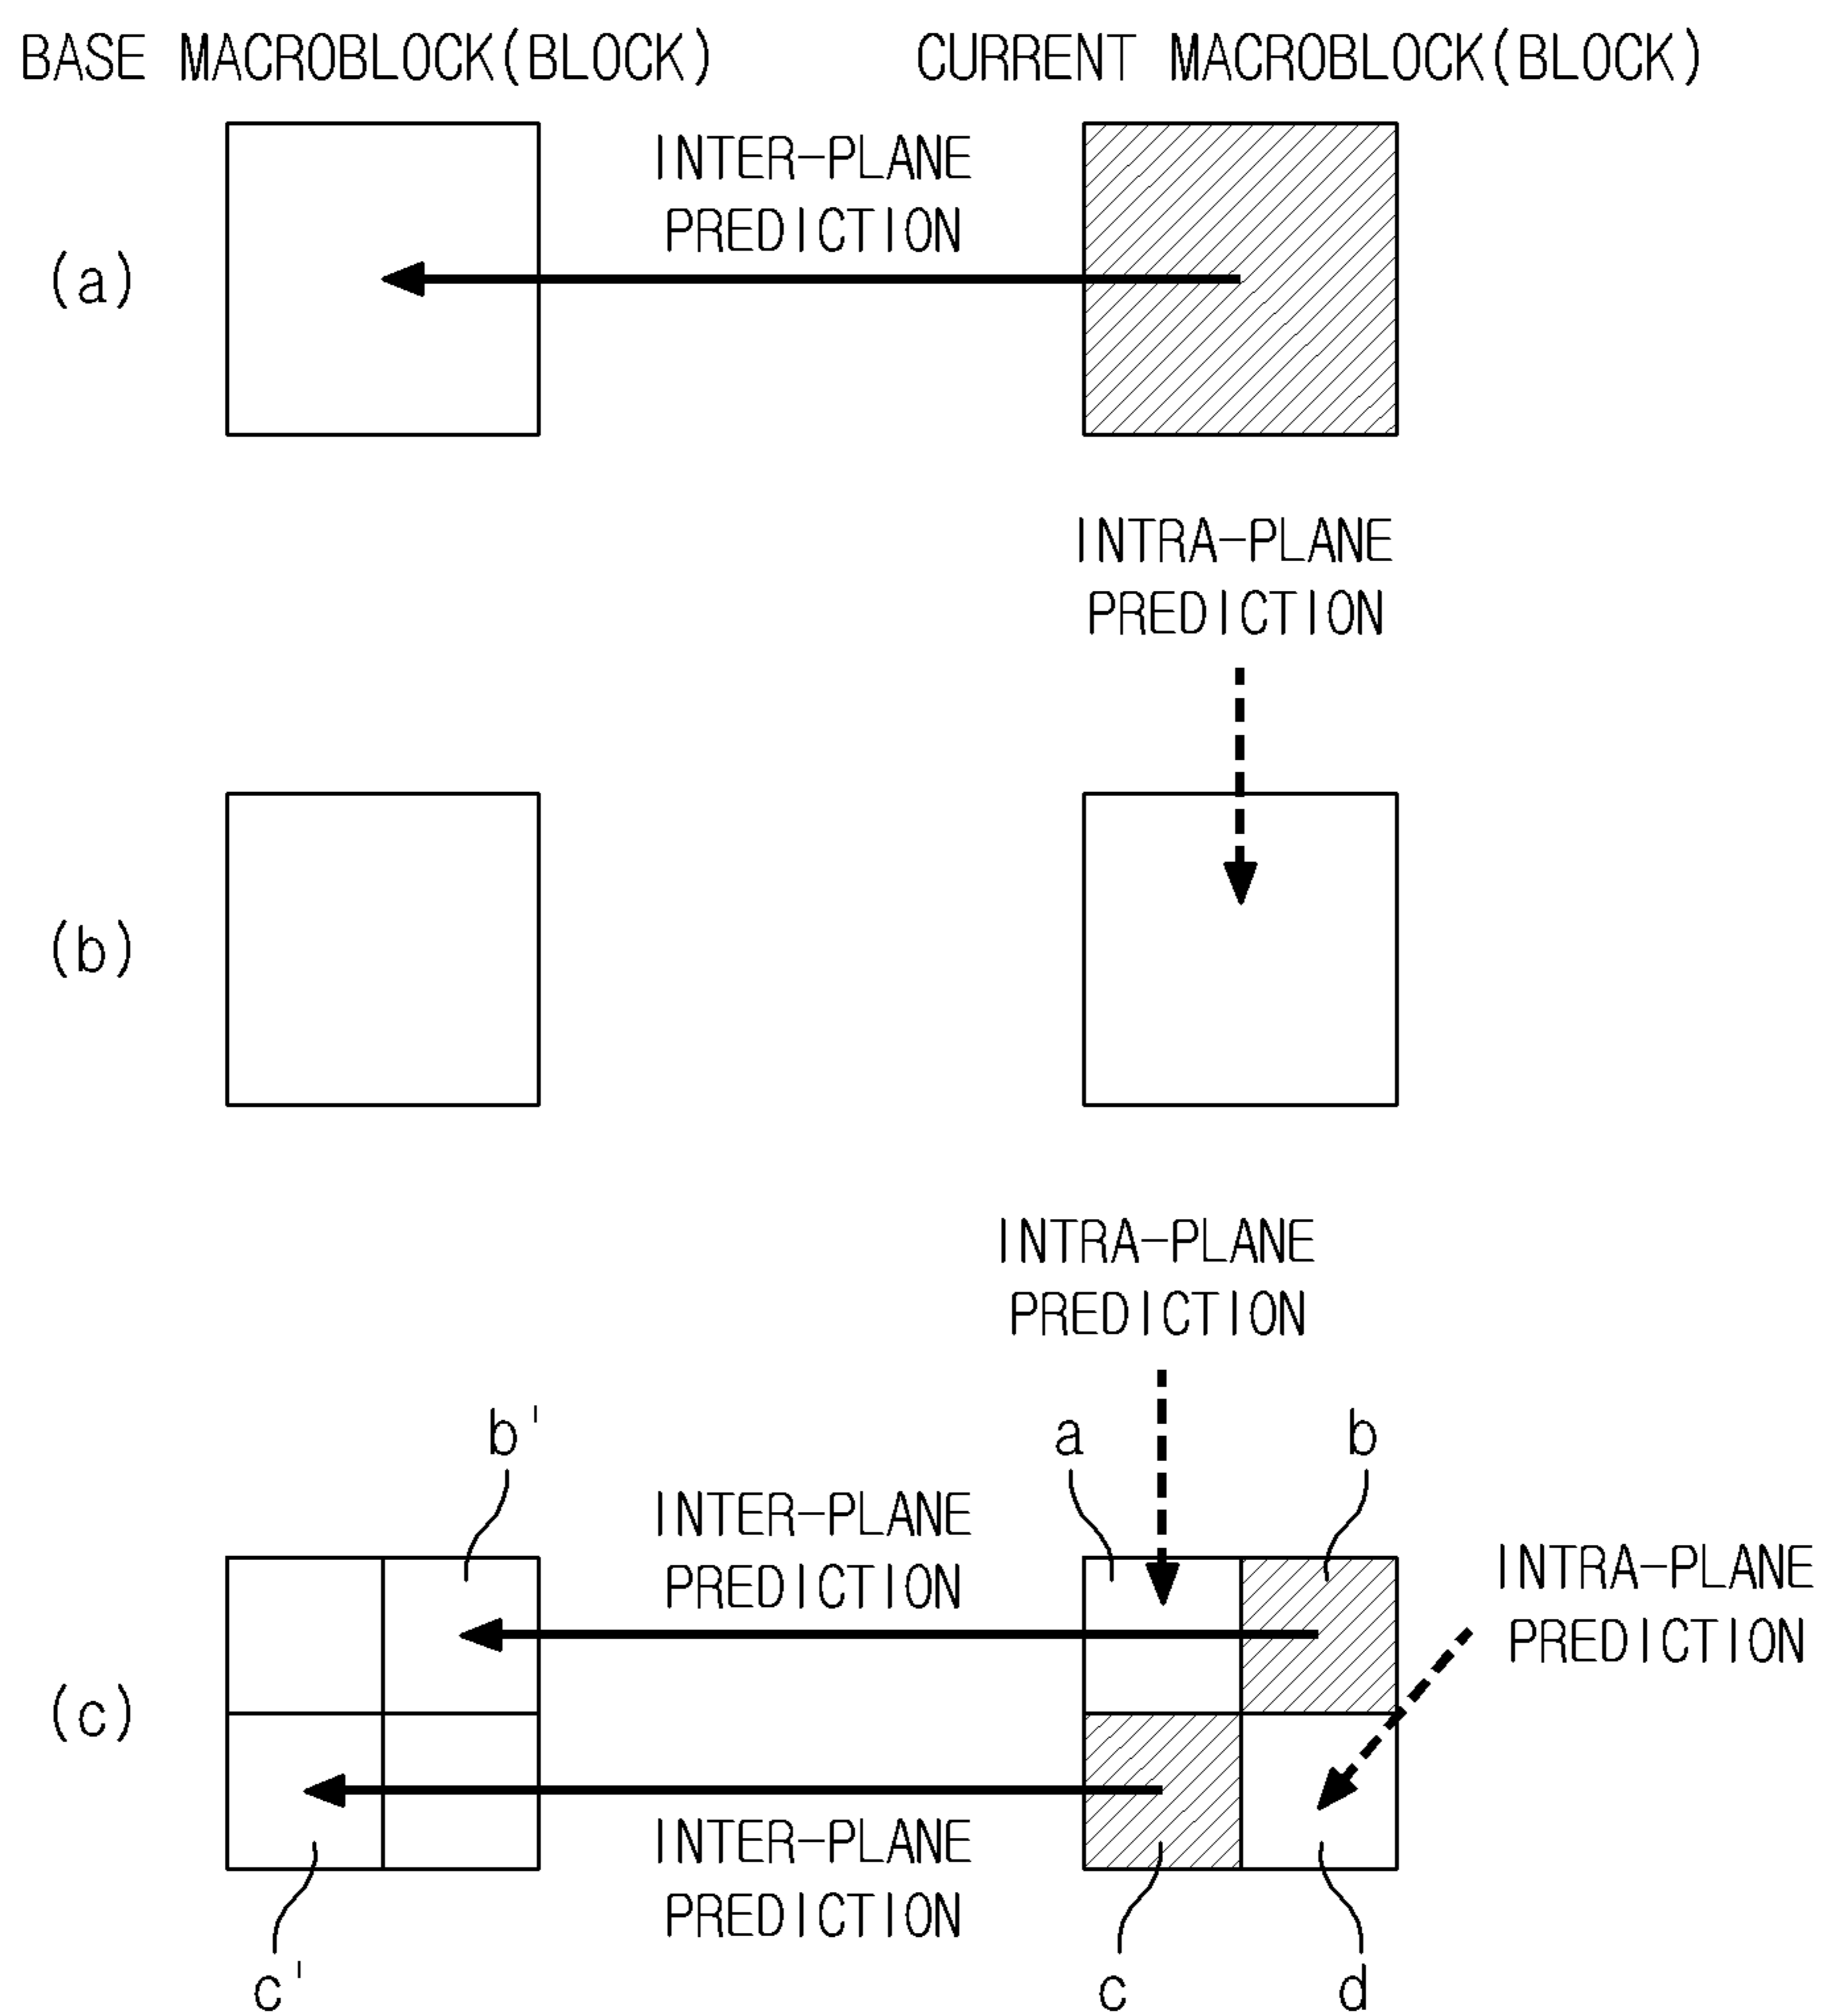 BASE MACROBLOCK(BLOCK)
CURRENT MACROBLOCK(BLOCK)
INTER-PLANE
PREDICTION
(a)
INTRA-PLANE
PREDICTION
(b)
INTRA-PLANE
PREDICTION
b'
a
b
INTER-PLANE
PREDICTION
INTRA-PLANE
PREDICTION
(c)
INTER-PLANE
PREDICTION
c'
c
d